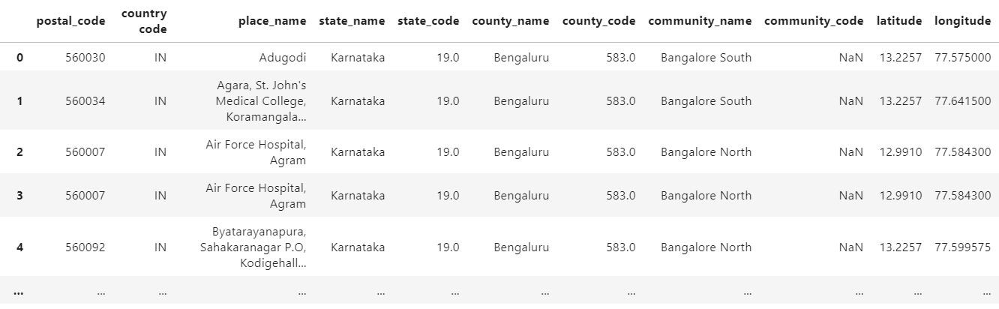 postal_code country code place_name state_name state_code county_name county_code community_name community_code latitude longitude
0 560030 IN Adugodi Karnataka 19.0 Bengaluru 583.0 Bangalore South NaN 13.2257 77.575000
1 560034 IN Agara, St. John's Medical College, Koramangala... Karnataka 19.0 Bengaluru 583.0 Bangalore South NaN 13.2257 77.641500
2 560007 IN Air Force Hospital, Agram Karnataka 19.0 Bengaluru 583.0 Bangalore North NaN 12.9910 77.584300
3 560007 IN Air Force Hospital, Agram Karnataka 19.0 Bengaluru 583.0 Bangalore North NaN 12.9910 77.584300
4 560092 IN Byatarayanapura, Sahakaranagar P.O, Kodigehall... Karnataka 19.0 Bengaluru 583.0 Bangalore North NaN 13.2257 77.599575
... ... ... ... ... ... ... ... ... ... ... ...